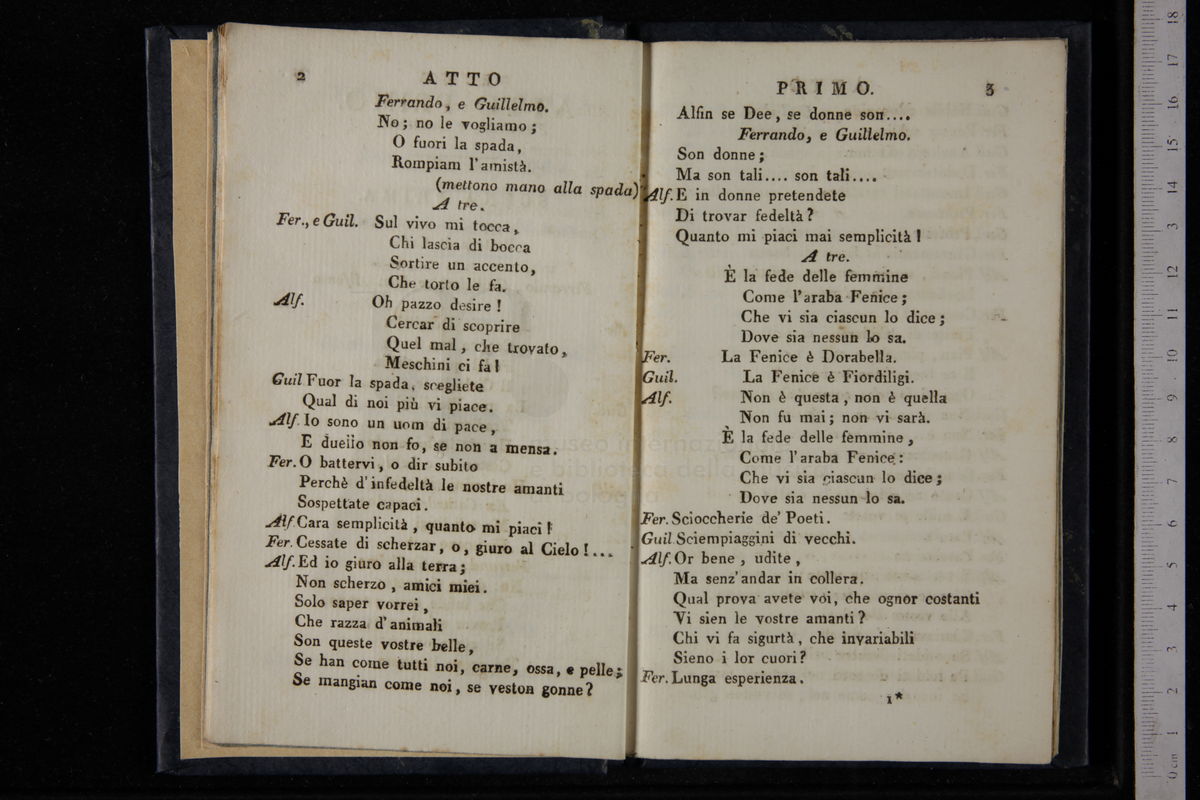 2 ATTO
Ferrando, e Guillelmo.
No; no le vogliamo;
O fuori la spada,
Rompiam l'amistà.
(mettono mano alla spada)
A tre.
Fer., e Guil. Sul vivo mi tocca,
Chi lascia di bocca
Sortire un accento,
Che torto le fa.
Alf. Oh pazzo desire!
Cercar di scoprire
Quel mal, che trovato,
Meschini ci fa!
Guil Fuor la spada, scegliete
Qual di noi più vi piace.
Alf. Io sono un uom di pace,
E duello non fo, se non a mensa.
Fer. O battervi, o dir subito
Perchè d'infedeltà le nostre amanti
Sospettate capaci.
Alf. Cara semplicità, quanto mi piaci!
Fer. Cessate di scherzar, o, giuro al Cielo!...
Alf. Ed io giuro alla terra;
Non scherzo, amici miei.
Solo saper vorrei,
Che razza d'animali
Son queste vostre belle,
Se han come tutti noi, carne, ossa, e pelle;
Se mangian come noi, se veston gonne?
PRIMO. 3
Alfin se Dee, se donne son....
Ferrando, e Guillelmo.
Son donne;
Ma son tali.... son tali....
Alf. E in donne pretendete
Di trovar fedeltà?
Quanto mi piaci mai semplicità!
A tre.
È la fede delle femmine
Come l'araba Fenice;
Che vi sia ciascun lo dice;
Dove sia nessun lo sa.
Fer. La Fenice è Dorabella.
Guil. La Fenice è Fiordiligi.
Alf. Non è questa, non è quella
Non fu mai; non vi sarà.
È la fede delle femmine,
Come l'araba Fenice:
Che vi sia ciascun lo dice;
Dove sia nessun lo sa.
Fer. Scioccherie de' Poeti.
Guil Sciempiaggini di vecchi.
Alf. Or bene, udite,
Ma senz'andar in collera.
Qual prova avete voi, che ognor costanti
Vi sien le vostre amanti?
Chi vi fa sigurtà, che invariabili
Sieno i lor cuori?
Fer. Lunga esperienza.
1*